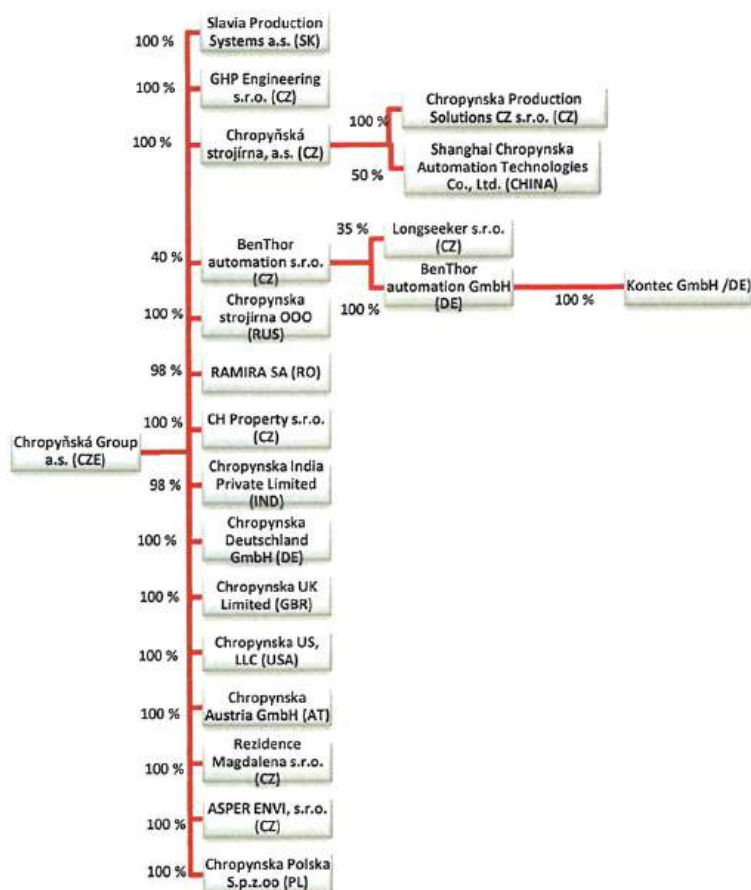 Slavia Production
Systems a.s. (SK)
100 %
GHP Engineering
s.r.o. (CZ)
100 %
Chropyňská
strojírna, a.s. (CZ)
100 %
Chropynska Production
Solutions CZ s.r.o. (CZ)
100 %
Shanghai Chropynska
Automation Technologies
Co., Ltd. (CHINA)
50 %
BenThor
automation s.r.o.
(CZ)
40 %
Longseeker s.r.o.
(CZ)
35 %
BenThor
automation GmbH
(DE)
100 %
Kontec GmbH /DE)
100 %
Chropynska
strojirna OOO
(RUS)
100 %
RAMIRA SA (RO)
98 %
CH Property s.r.o.
(CZ)
100 %
Chropyňská Group
a.s. (CZE)
Chropynska India
Private Limited
(IND)
98 %
Chropynska
Deutschland
GmbH (DE)
100 %
Chropynska UK
Limited (GBR)
100 %
Chropynska US,
LLC (USA)
100 %
Chropynska
Austria GmbH (AT)
100 %
Rezidence
Magdalena s.r.o.
(CZ)
100 %
ASPER ENVI, s.r.o.
(CZ)
100 %
Chropynska Polska
S.p.z.oo (PL)
100 %